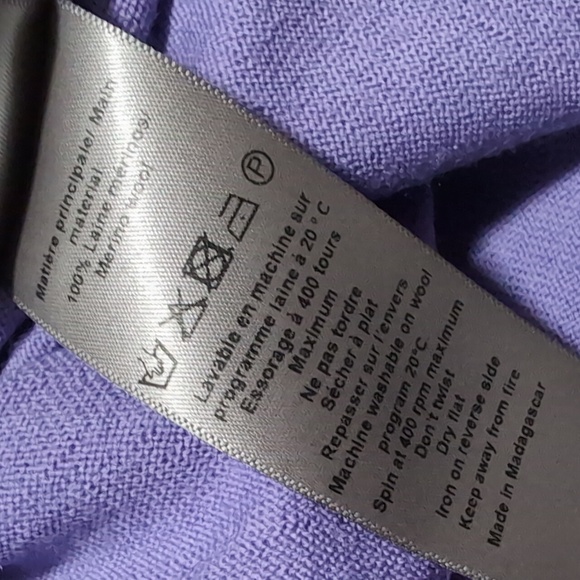 Matière principale/ Main
material
100% Laine merinos/
Merino wool
P
Lavable en machine sur
programme laine à 20 ° C
Essorage à 400 tours
Maximum
Ne pas tordre
Sécher à plat
Repasser sur l'envers
Machine washable on wool
program 20°C
Spin at 400 rpm maximum
Don't twist
Dry flat
Iron on reverse side
Keep away from fire
Made in Madagascar